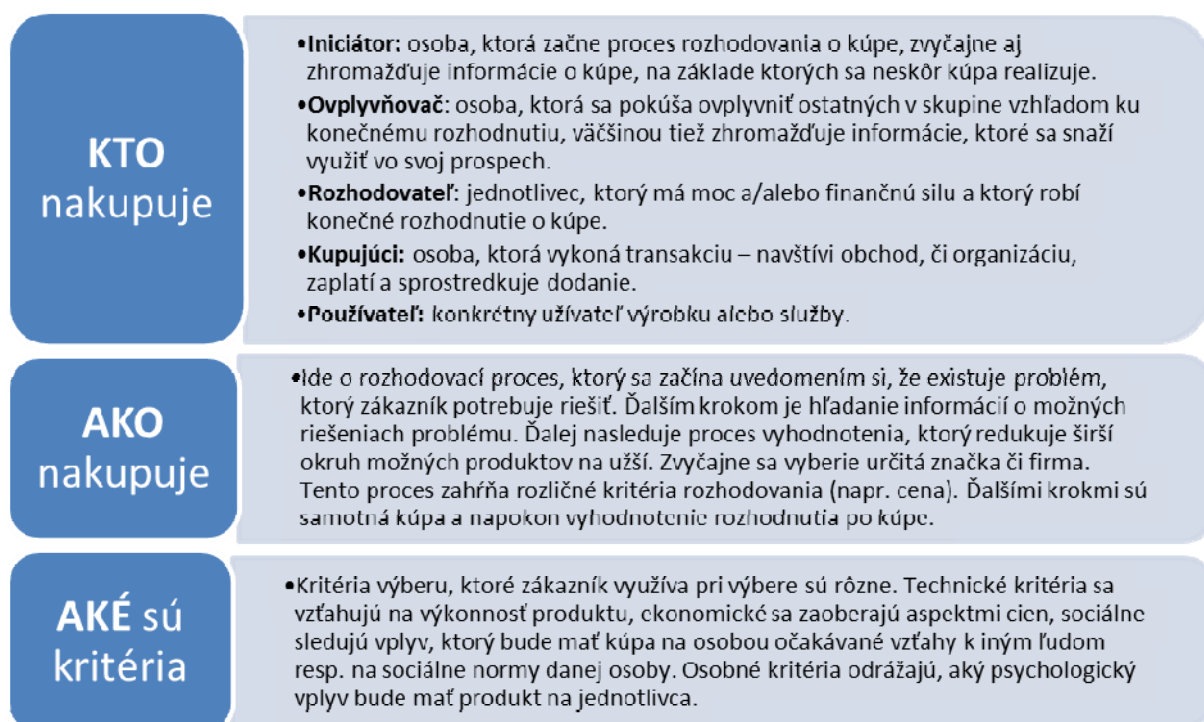 KTO
nakupuje
•Iniciátor: osoba, ktorá začne proces rozhodovania o kúpe, zvyčajne aj
zhromažďuje informácie o kúpe, na základe ktorých sa neskôr kúpa realizuje.
•Ovplyvňovač: osoba, ktorá sa pokúša ovplyvniť ostatných v skupine vzhľadom ku
konečnému rozhodnutiu, väčšinou tiež zhromažďuje informácie, ktoré sa snaží
využiť vo svoj prospech.
•Rozhodovateľ: jednotlivec, ktorý má moc a/alebo finančnú silu a ktorý robí
konečné rozhodnutie o kúpe.
•Kupujúci: osoba, ktorá vykoná transakciu – navštívi obchod, či organizáciu,
zaplatí a sprostredkuje dodanie.
•Používateľ: konkrétny užívateľ výrobku alebo služby.
AKO
nakupuje
•Ide o rozhodovací proces, ktorý sa začína uvedomením si, že existuje problém,
ktorý zákazník potrebuje riešiť. Ďalším krokom je hľadanie informácií o možných
riešeniach problému. Ďalej nasleduje proces vyhodnotenia, ktorý redukuje širší
okruh možných produktov na užší. Zvyčajne sa vyberie určitá značka či firma.
Tento proces zahŕňa rozličné kritéria rozhodovania (napr. cena). Ďalšími krokmi sú
samotná kúpa a napokon vyhodnotenie rozhodnutia po kúpe.
AKÉ sú
kritéria
•Kritéria výberu, ktoré zákazník využíva pri výbere sú rôzne. Technické kritéria sa
vzťahujú na výkonnosť produktu, ekonomické sa zaoberajú aspektmi cien, sociálne
sledujú vplyv, ktorý bude mať kúpa na osobou očakávané vzťahy k iným ľudom
resp. na sociálne normy danej osoby. Osobné kritéria odrážajú, aký psychologický
vplyv bude mať produkt na jednotlivca.